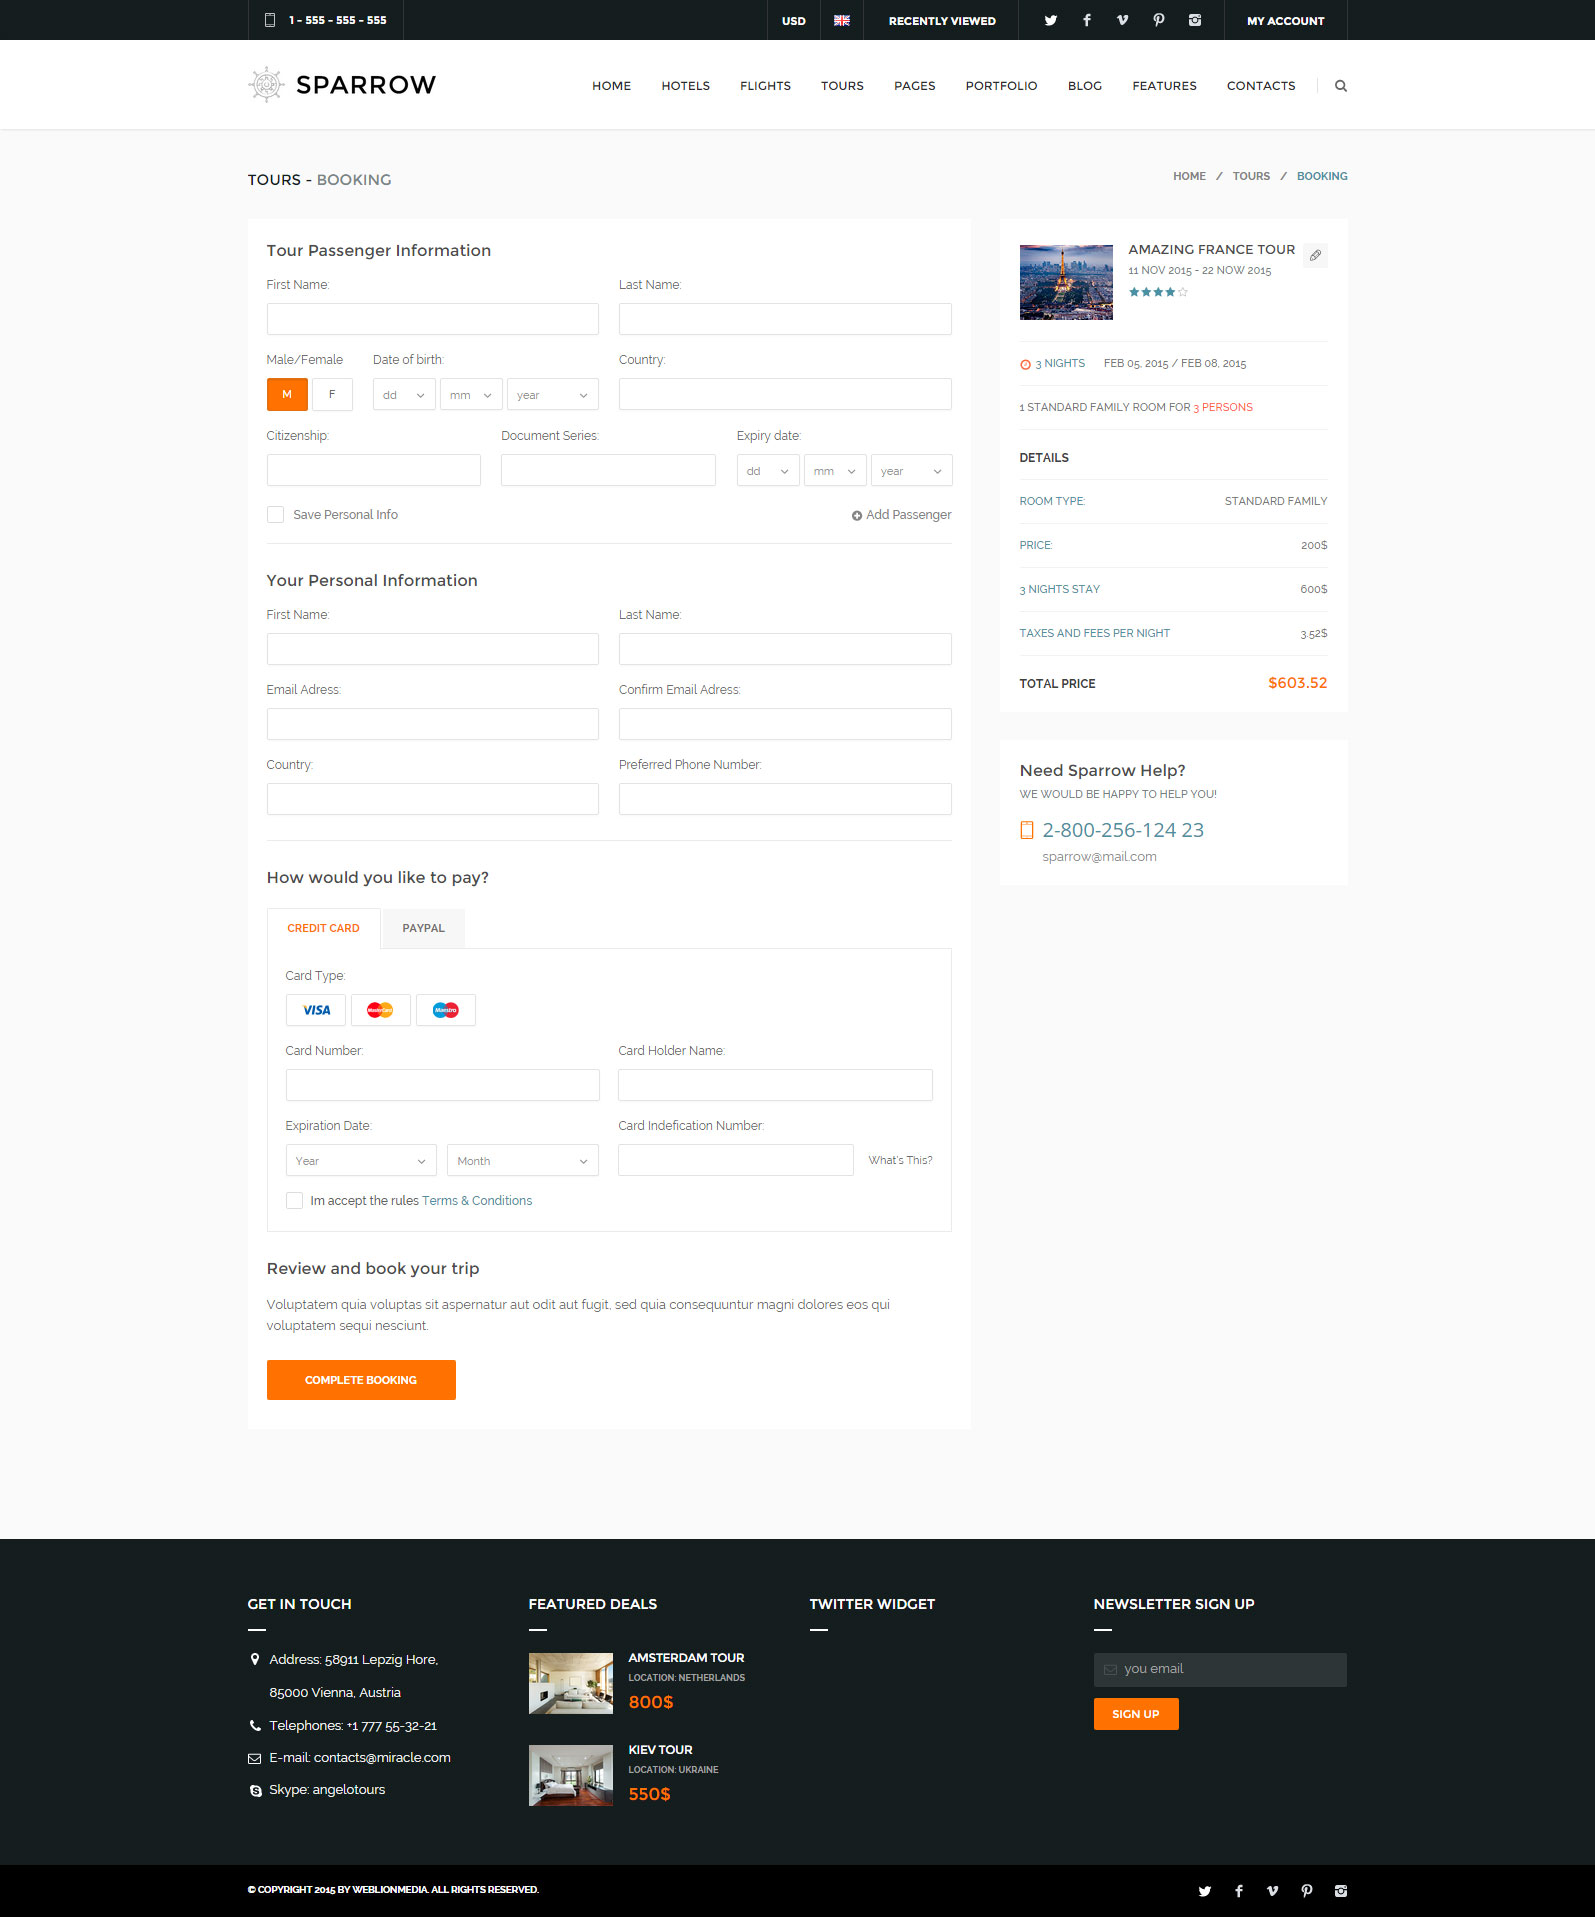 1 - 555 - 555 - 555
USD
RECENTLY VIEWED
MY ACCOUNT
SPARROW
HOME HOTELS FLIGHTS TOURS PAGES PORTFOLIO BLOG FEATURES CONTACTS
TOURS - BOOKING
HOME / TOURS / BOOKING
Tour Passenger Information
First Name: Last Name:
Male/Female Date of birth: Country:
M F dd mm year
Citizenship: Document Series: Expiry date:
dd mm year
Save Personal Info
Add Passenger
Your Personal Information
First Name: Last Name:
Email Adress: Confirm Email Adress:
Country: Preferred Phone Number:
How would you like to pay?
CREDIT CARD PAYPAL
Card Type:
VISA MasterCard Maestro
Card Number: Card Holder Name:
Expiration Date: Card Indefication Number:
Year Month What's This?
Im accept the rules Terms & Conditions
Review and book your trip
Voluptatem quia voluptas sit aspernatur aut odit aut fugit, sed quia consequuntur magni dolores eos qui
voluptatem sequi nesciunt.
COMPLETE BOOKING
AMAZING FRANCE TOUR
11 NOV 2015 - 22 NOW 2015
3 NIGHTS FEB 05, 2015 / FEB 08, 2015
1 STANDARD FAMILY ROOM FOR 3 PERSONS
DETAILS
ROOM TYPE: STANDARD FAMILY
PRICE: 200$
3 NIGHTS STAY 600$
TAXES AND FEES PER NIGHT 3.52$
TOTAL PRICE $603.52
Need Sparrow Help?
WE WOULD BE HAPPY TO HELP YOU!
2-800-256-124 23
sparrow@mail.com
GET IN TOUCH
Address: 58911 Lepzig Hore,
85000 Vienna, Austria
Telephones: +1 777 55-32-21
E-mail: contacts@miracle.com
Skype: angelotours
FEATURED DEALS
AMSTERDAM TOUR
LOCATION: NETHERLANDS
800$
KIEV TOUR
LOCATION: UKRAINE
550$
TWITTER WIDGET
NEWSLETTER SIGN UP
you email
SIGN UP
© COPYRIGHT 2015 BY WEBLIONMEDIA. ALL RIGHTS RESERVED.